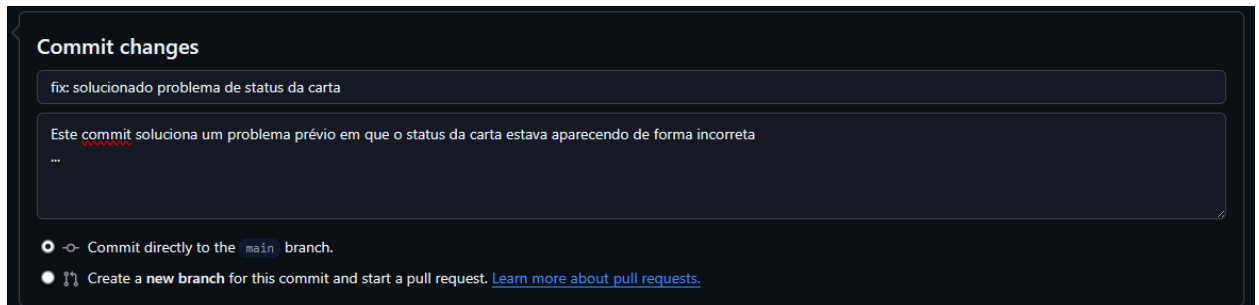 Commit changes
fix: solucionado problema de status da carta
Este commit soluciona um problema prévio em que o status da carta estava aparecendo de forma incorreta
...
Commit directly to the main branch.
Create a new branch for this commit and start a pull request. Learn more about pull requests.